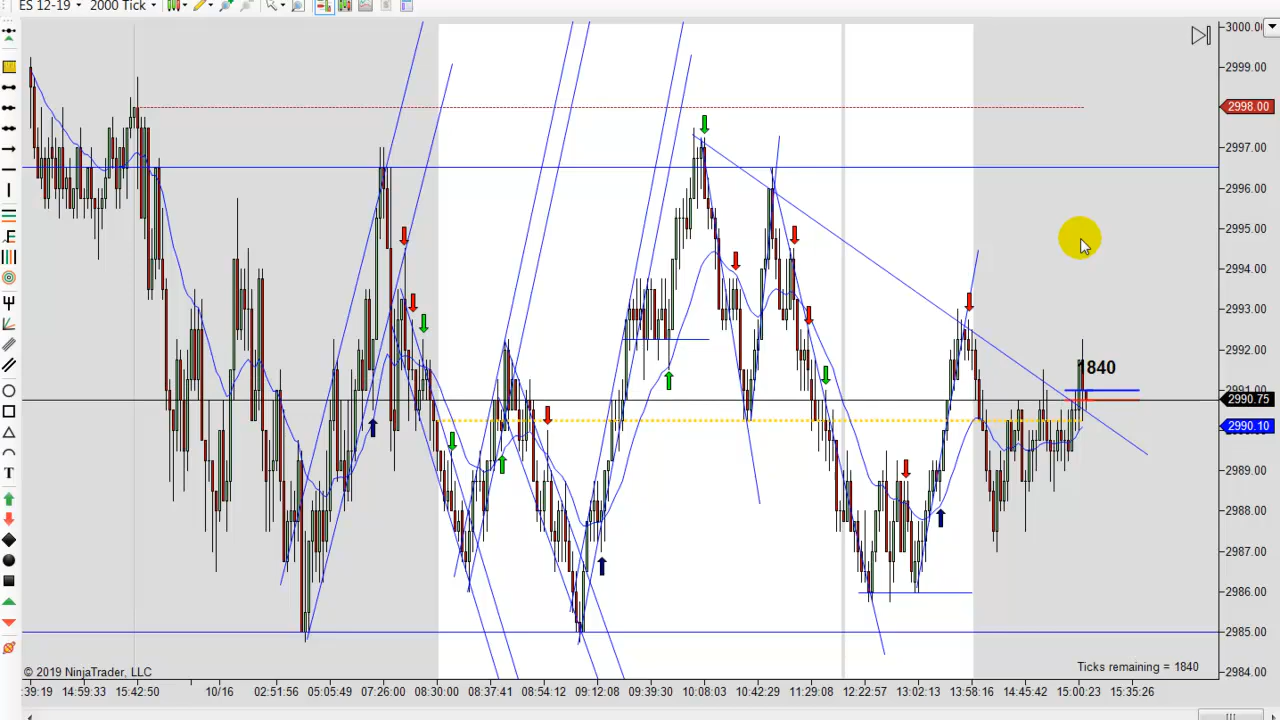 ES 12-19
2000 Tick
3000.00
2999.00
2998.00
2997.00
2996.00
2995.00
2994.00
2993.00
2992.00
1840
2991.00
2990.75
2990.10
2989.00
2988.00
2987.00
2986.00
2985.00
2984.00
© 2019 NinjaTrader, LLC
Ticks remaining = 1840
:39:19 14:59:33 15:42:50 10/16 02:51:56 05:05:49 07:26:00 08:30:00 08:37:41 08:54:12 09:12:08 09:39:30 10:08:03 10:42:29 11:29:08 12:22:57 13:02:13 13:58:16 14:45:42 15:00:23 15:35:26
F
T